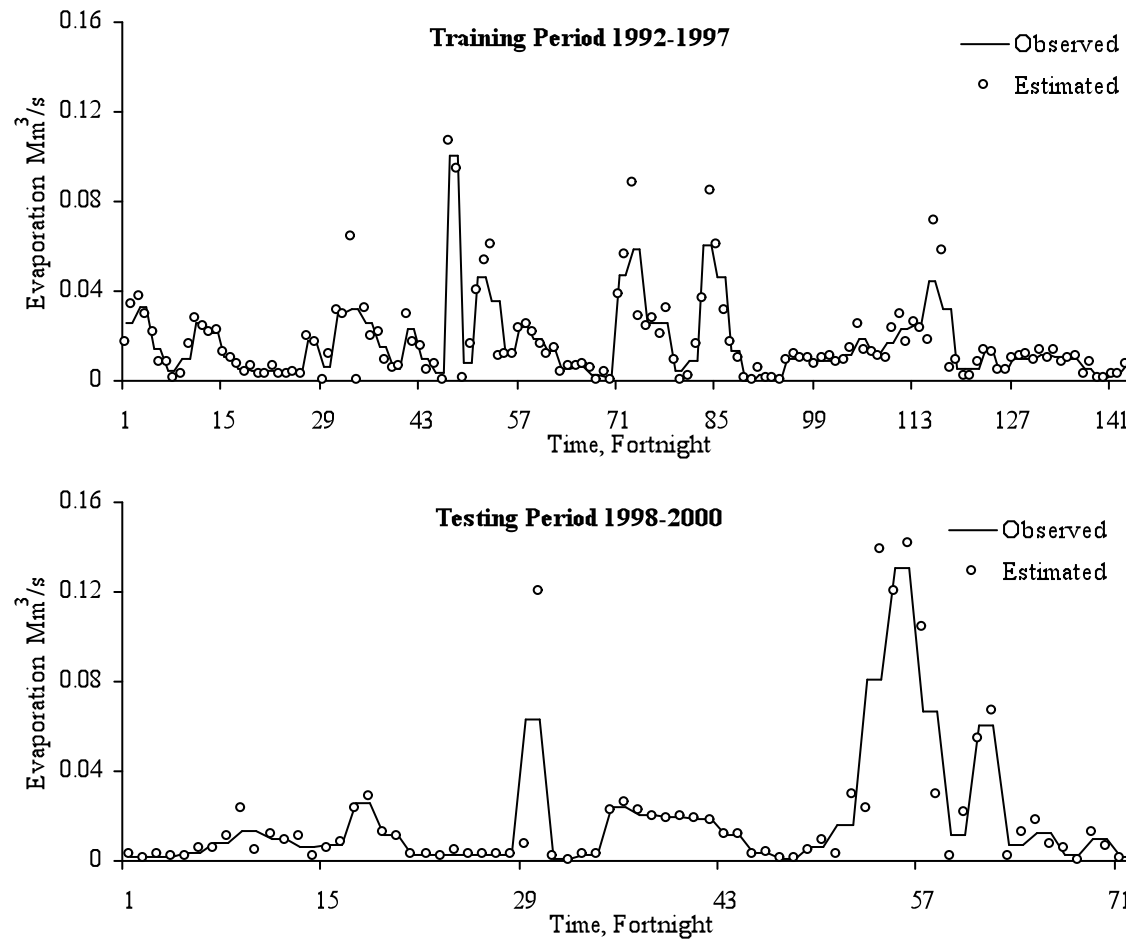 Training Period 1992-1997
Observed
Estimated
Evaporation Mm³/s
0.16
0.12
0.08
0.04
0
1 15 29 43 57 71 85 99 113 127 141
Time, Fortnight
Testing Period 1998-2000
Observed
Estimated
Evaporation Mm³/s
0.16
0.12
0.08
0.04
0
1 15 29 43 57 71
Time, Fortnight